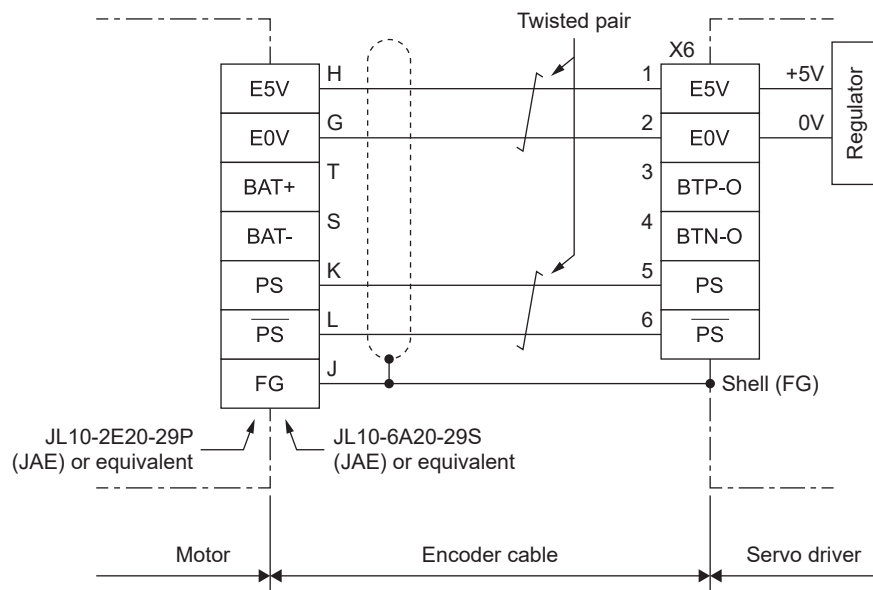 Twisted pair
X6
E5V H 1 E5V +5V
E0V G 2 E0V 0V
Regulator
BAT+ T 3 BTP-O
BAT- S 4 BTN-O
PS K 5 PS
P̅S̅ L 6 P̅S̅
FG J Shell (FG)
JL10-2E20-29P
(JAE) or equivalent
JL10-6A20-29S
(JAE) or equivalent
Motor Encoder cable Servo driver